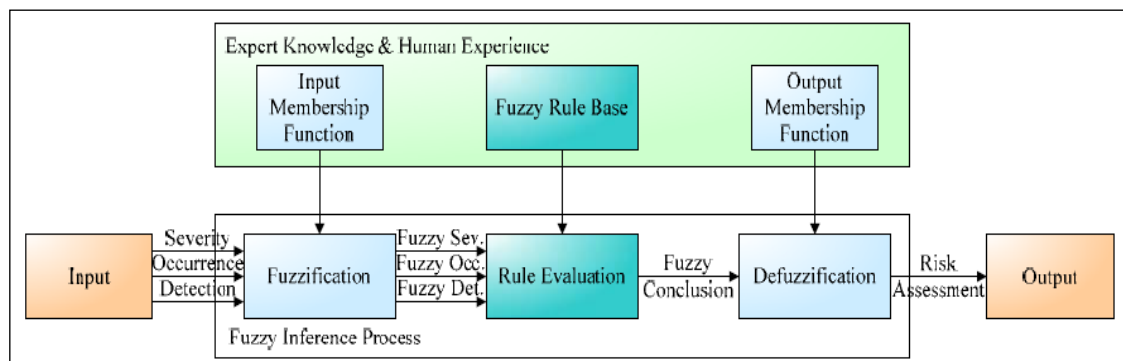 Expert Knowledge & Human Experience
Input
Membership
Function
Fuzzy Rule Base
Output
Membership
Function
Input
Severity
Occurrence
Detection
Fuzzification
Fuzzy Sev.
Fuzzy Occ.
Fuzzy Det.
Rule Evaluation
Fuzzy
Conclusion
Defuzzification
Risk
Assessment
Output
Fuzzy Inference Process